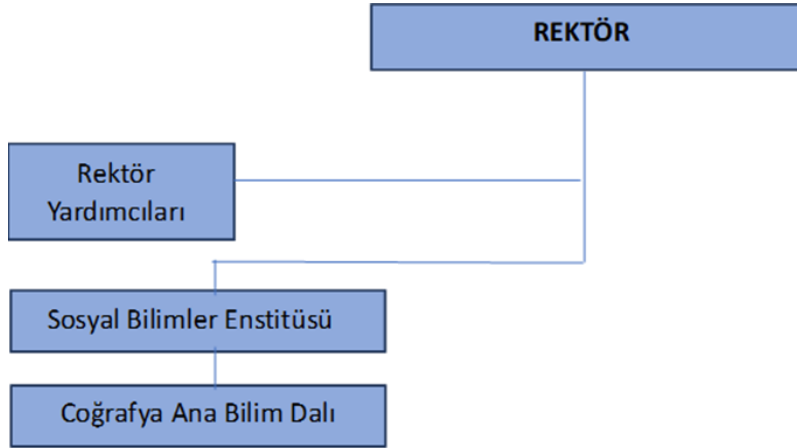 REKTÖR
Rektör
Yardımcıları
Sosyal Bilimler Enstitüsü
Coğrafya Ana Bilim Dalı